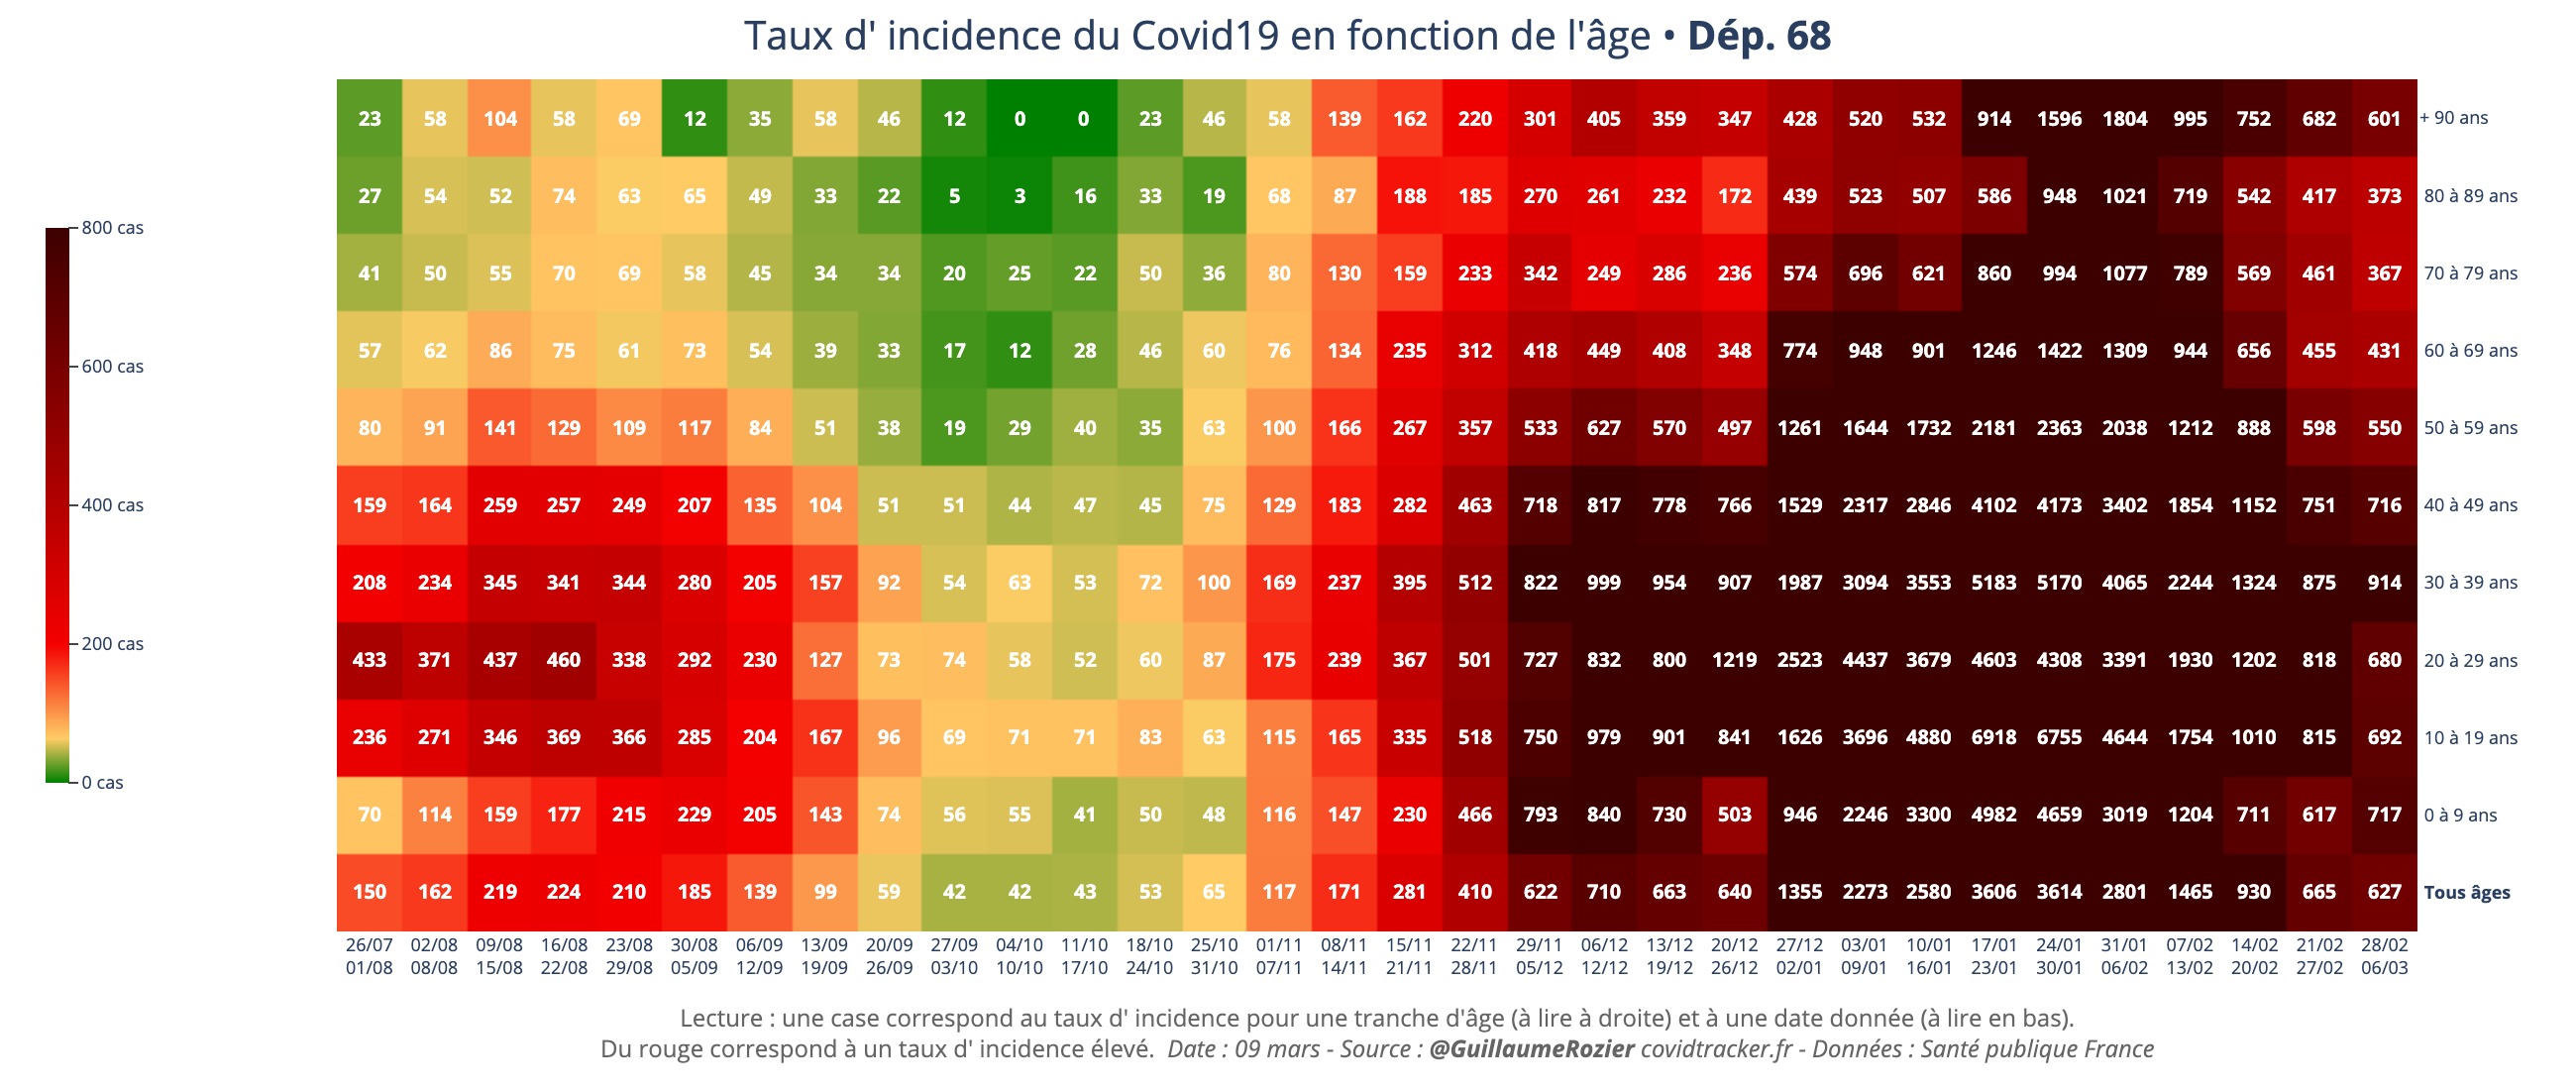 Taux d' incidence du Covid19 en fonction de l'âge • Dép. 68
23 58 104 58 69 12 35 58 46 12 0 0 23 46 58 139 162 220 301 405 359 347 428 520 532 914 1596 1804 995 752 682 601 + 90 ans
27 54 52 74 63 65 49 33 22 5 3 16 33 19 68 87 188 185 270 261 232 172 439 523 507 586 948 1021 719 542 417 373 80 à 89 ans
800 cas
41 50 55 70 69 58 45 34 34 20 25 22 50 36 80 130 159 233 342 249 286 236 574 696 621 860 994 1077 789 569 461 367 70 à 79 ans
57 62 86 75 61 73 54 39 33 17 12 28 46 60 76 134 235 312 418 449 408 348 774 948 901 1246 1422 1309 944 656 455 431 60 à 69 ans
600 cas
80 91 141 129 109 117 84 51 38 19 29 40 35 63 100 166 267 357 533 627 570 497 1261 1644 1732 2181 2363 2038 1212 888 598 550 50 à 59 ans
400 cas
159 164 259 257 249 207 135 104 51 51 44 47 45 75 129 183 282 463 718 817 778 766 1529 2317 2846 4102 4173 3402 1854 1152 751 716 40 à 49 ans
208 234 345 341 344 280 205 157 92 54 63 53 72 100 169 237 395 512 822 999 954 907 1987 3094 3553 5183 5170 4065 2244 1324 875 914 30 à 39 ans
200 cas
433 371 437 460 338 292 230 127 73 74 58 52 60 87 175 239 367 501 727 832 800 1219 2523 4437 3679 4603 4308 3391 1930 1202 818 680 20 à 29 ans
236 271 346 369 366 285 204 167 96 69 71 71 83 63 115 165 335 518 750 979 901 841 1626 3696 4880 6918 6755 4644 1754 1010 815 692 10 à 19 ans
0 cas
70 114 159 177 215 229 205 143 74 56 55 41 50 48 116 147 230 466 793 840 730 503 946 2246 3300 4982 4659 3019 1204 711 617 717 0 à 9 ans
150 162 219 224 210 185 139 99 59 42 42 43 53 65 117 171 281 410 622 710 663 640 1355 2273 2580 3606 3614 2801 1465 930 665 627 Tous âges
26/07 02/08 09/08 16/08 23/08 30/08 06/09 13/09 20/09 27/09 04/10 11/10 18/10 25/10 01/11 08/11 15/11 22/11 29/11 06/12 13/12 20/12 27/12 03/01 10/01 17/01 24/01 31/01 07/02 14/02 21/02 28/02
01/08 08/08 15/08 22/08 29/08 05/09 12/09 19/09 26/09 03/10 10/10 17/10 24/10 31/10 07/11 14/11 21/11 28/11 05/12 12/12 19/12 26/12 02/01 09/01 16/01 23/01 30/01 06/02 13/02 20/02 27/02 06/03
Lecture : une case correspond au taux d' incidence pour une tranche d'âge (à lire à droite) et à une date donnée (à lire en bas).
Du rouge correspond à un taux d' incidence élevé. Date : 09 mars - Source : @GuillaumeRozier covidtracker.fr - Données : Santé publique France